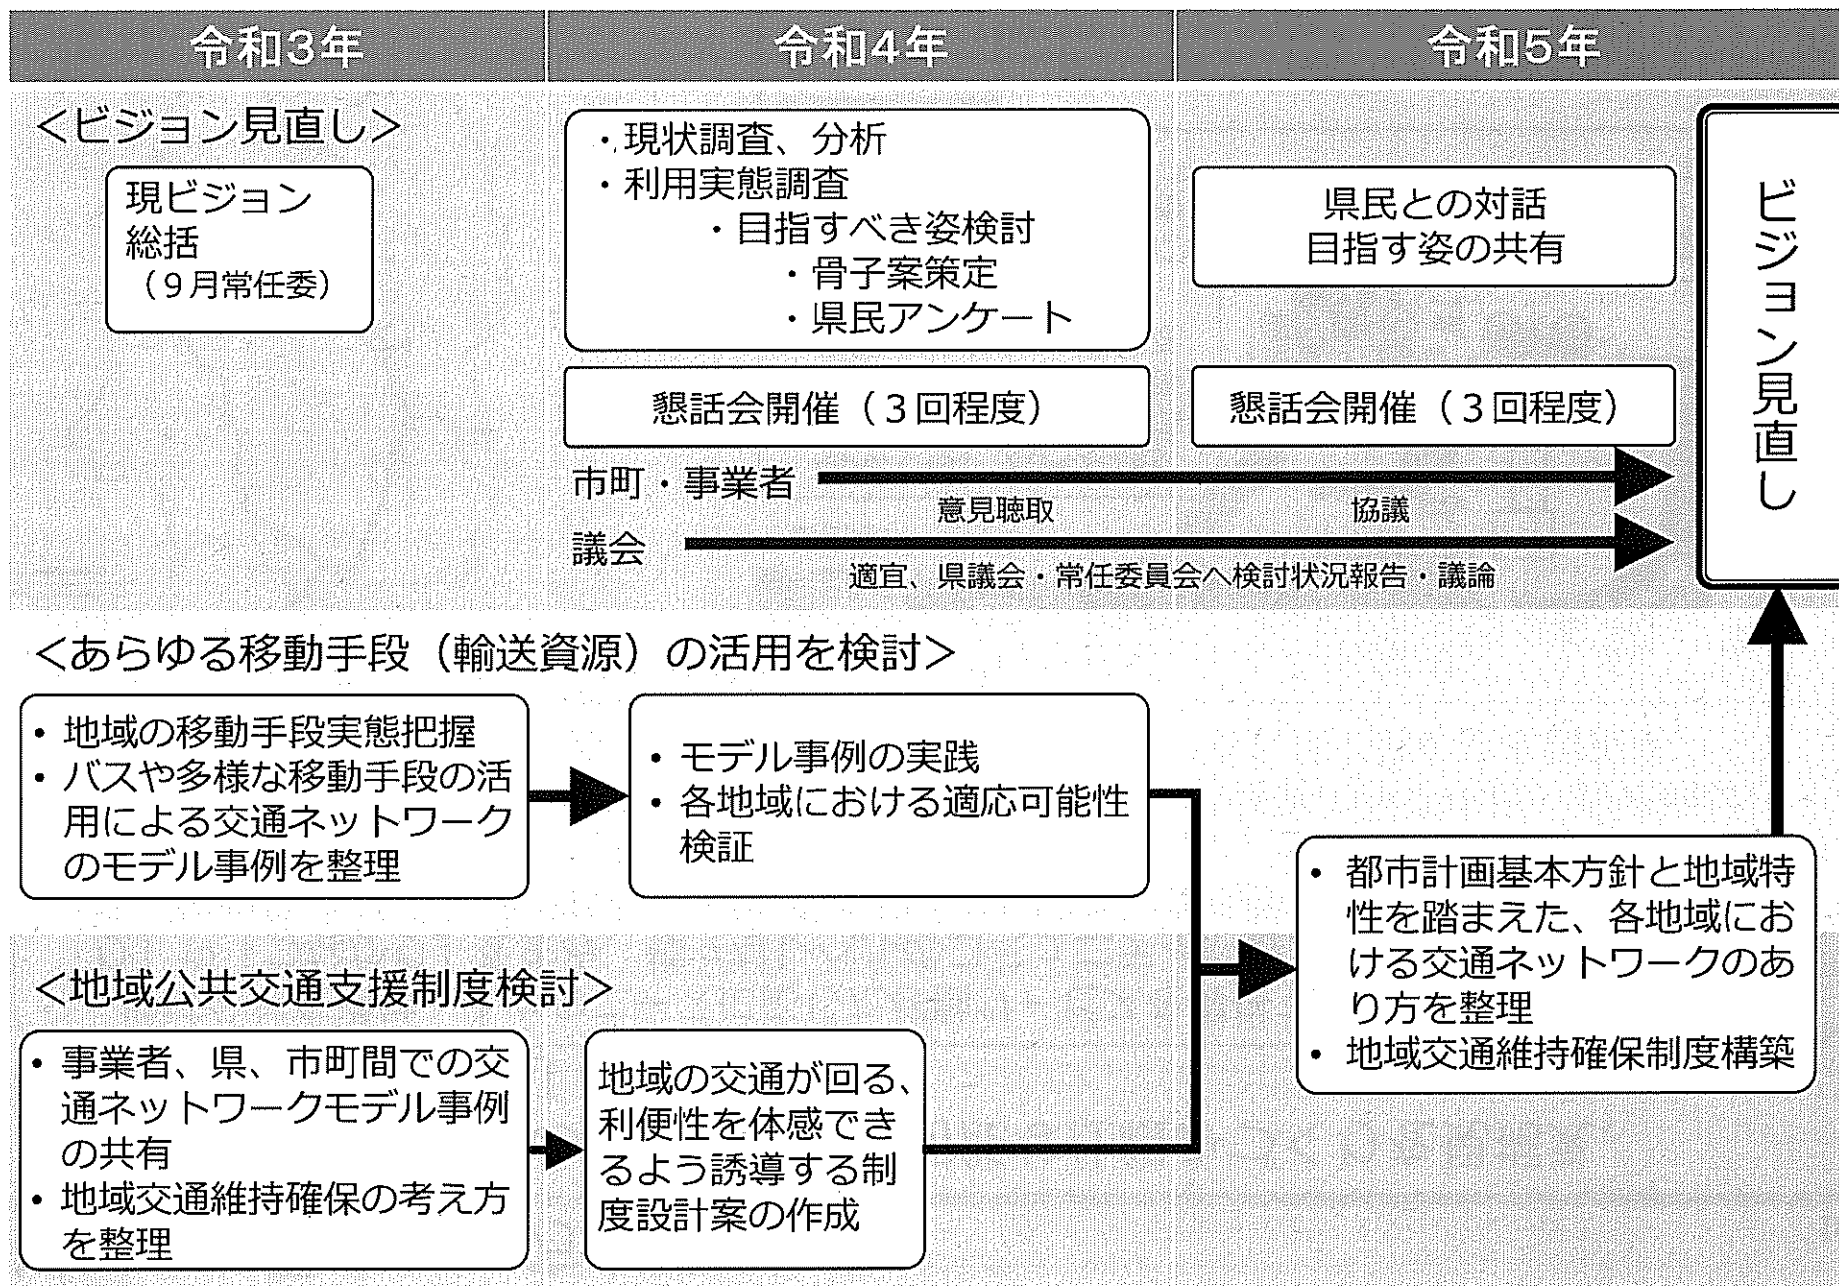 令和3年
令和4年
令和5年
＜ビジョン見直し＞
現ビジョン
総括
（９月常任委）
・現状調査、分析
・利用実態調査
・目指すべき姿検討
・骨子案策定
・県民アンケート
県民との対話
目指す姿の共有
ビジョン見直し
懇話会開催（３回程度）
懇話会開催（３回程度）
市町・事業者
意見聴取
協議
議会
適宜、県議会・常任委員会へ検討状況報告・議論
＜あらゆる移動手段（輸送資源）の活用を検討＞
• 地域の移動手段実態把握
• バスや多様な移動手段の活
用による交通ネットワーク
のモデル事例を整理
• モデル事例の実践
• 各地域における適応可能性
検証
• 都市計画基本方針と地域特
性を踏まえた、各地域にお
ける交通ネットワークのあ
り方を整理
• 地域交通維持確保制度構築
＜地域公共交通支援制度検討＞
• 事業者、県、市町間での交
通ネットワークモデル事例
の共有
• 地域交通維持確保の考え方
を整理
地域の交通が回る、
利便性を体感でき
るよう誘導する制
度設計案の作成